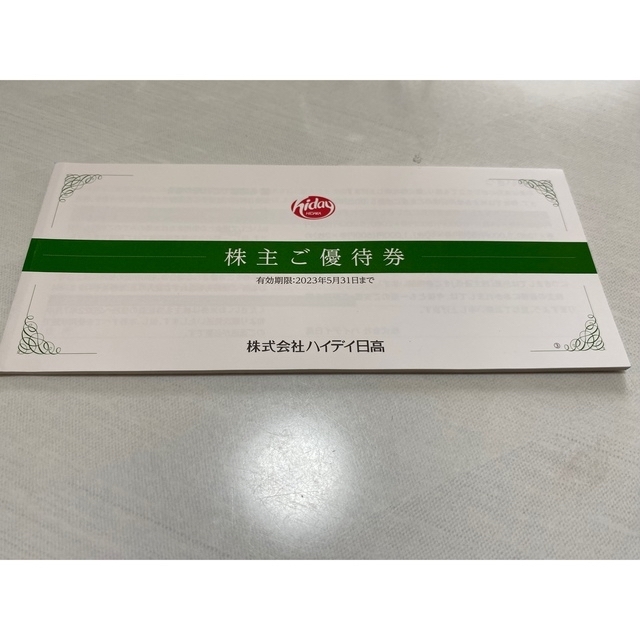 hiday
HIDAKA
株主ご優待券
有効期限:2023年5月31日まで
株式会社ハイデイ日高
③